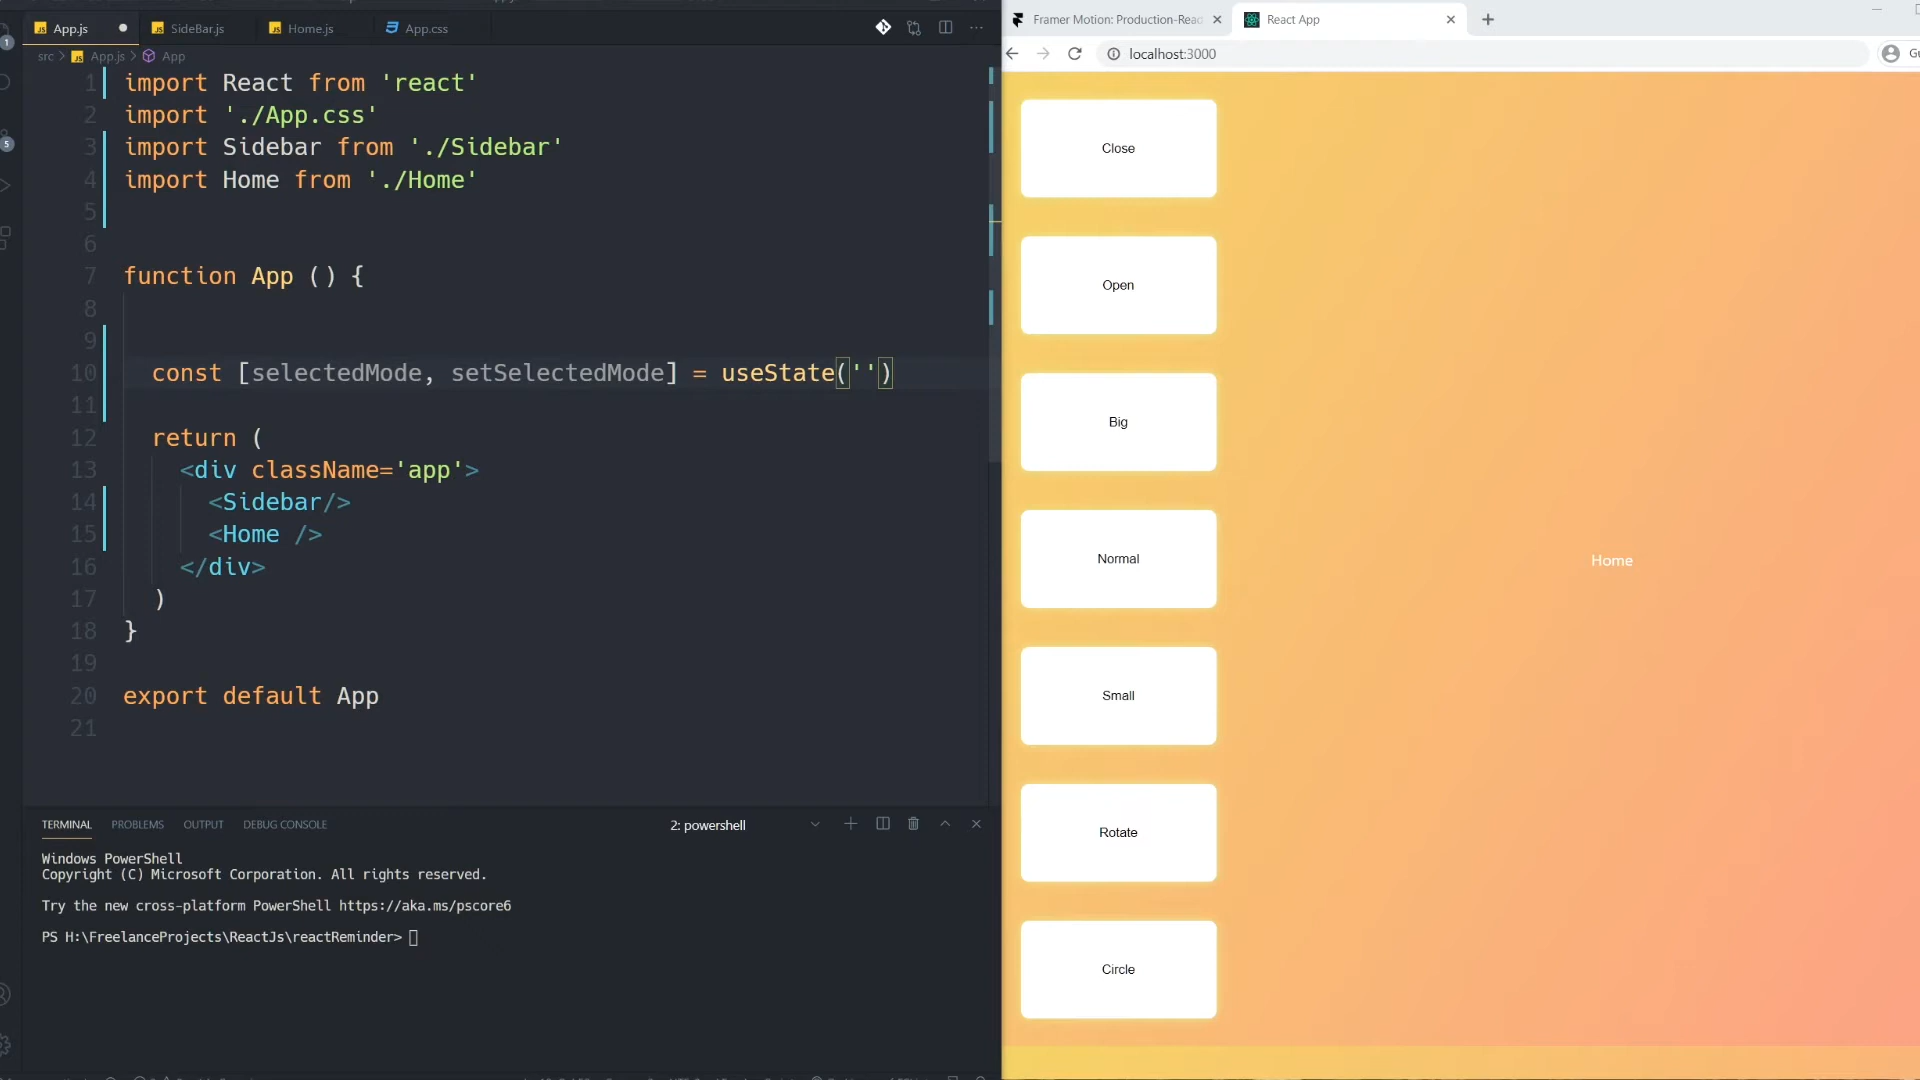 App.js
SideBar.js
Home.js
App.css
src > App.js > App
1 import React from 'react'
2 import './App.css'
3 import Sidebar from './Sidebar'
4 import Home from './Home'
5
6
7 function App () {
8
9
10 const [selectedMode, setSelectedMode] = useState('')
11
12 return (
13 <div className='app'>
14 <Sidebar/>
15 <Home />
16 </div>
17 )
18 }
19
20 export default App
21
TERMINAL PROBLEMS OUTPUT DEBUG CONSOLE
2: powershell
Windows PowerShell
Copyright (C) Microsoft Corporation. All rights reserved.
Try the new cross-platform PowerShell https://aka.ms/pscore6
PS H:\FreelanceProjects\ReactJs\reactReminder>
1
5
Framer Motion: Production-Reac
React App
localhost:3000
Gu
Close
Open
Big
Normal
Small
Rotate
Circle
Home